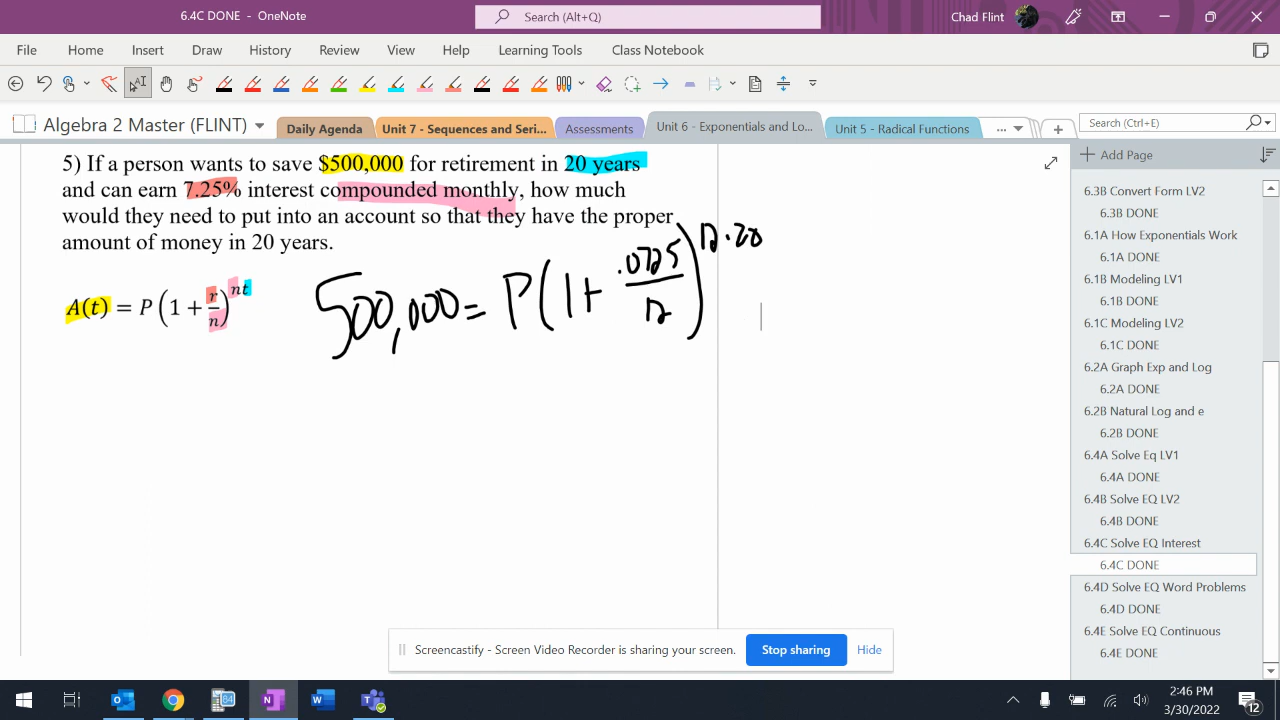 6.4C DONE - OneNote
Search (Alt+Q)
Chad Flint
File Home Insert Draw History Review View Help Learning Tools Class Notebook
Algebra 2 Master (FLINT)
Daily Agenda
Unit 7 - Sequences and Seri...
Assessments
Unit 6 - Exponentials and Lo...
Unit 5 - Radical Functions
...
Search (Ctrl+E)
5) If a person wants to save $500,000 for retirement in 20 years
and can earn 7.25% interest compounded monthly, how much
would they need to put into an account so that they have the proper
amount of money in 20 years.
A(t) = P(1 + r/n)^nt
500,000 = P(1 + .0725/12)^12·20
Add Page
6.3B Convert Form LV2
6.3B DONE
6.1A How Exponentials Work
6.1A DONE
6.1B Modeling LV1
6.1B DONE
6.1C Modeling LV2
6.1C DONE
6.2A Graph Exp and Log
6.2A DONE
6.2B Natural Log and e
6.2B DONE
6.4A Solve Eq LV1
6.4A DONE
6.4B Solve EQ LV2
6.4B DONE
6.4C Solve EQ Interest
6.4C DONE
6.4D Solve EQ Word Problems
6.4D DONE
6.4E Solve EQ Continuous
6.4E DONE
Screencastify - Screen Video Recorder is sharing your screen.
Stop sharing
Hide
2:46 PM
3/30/2022
12